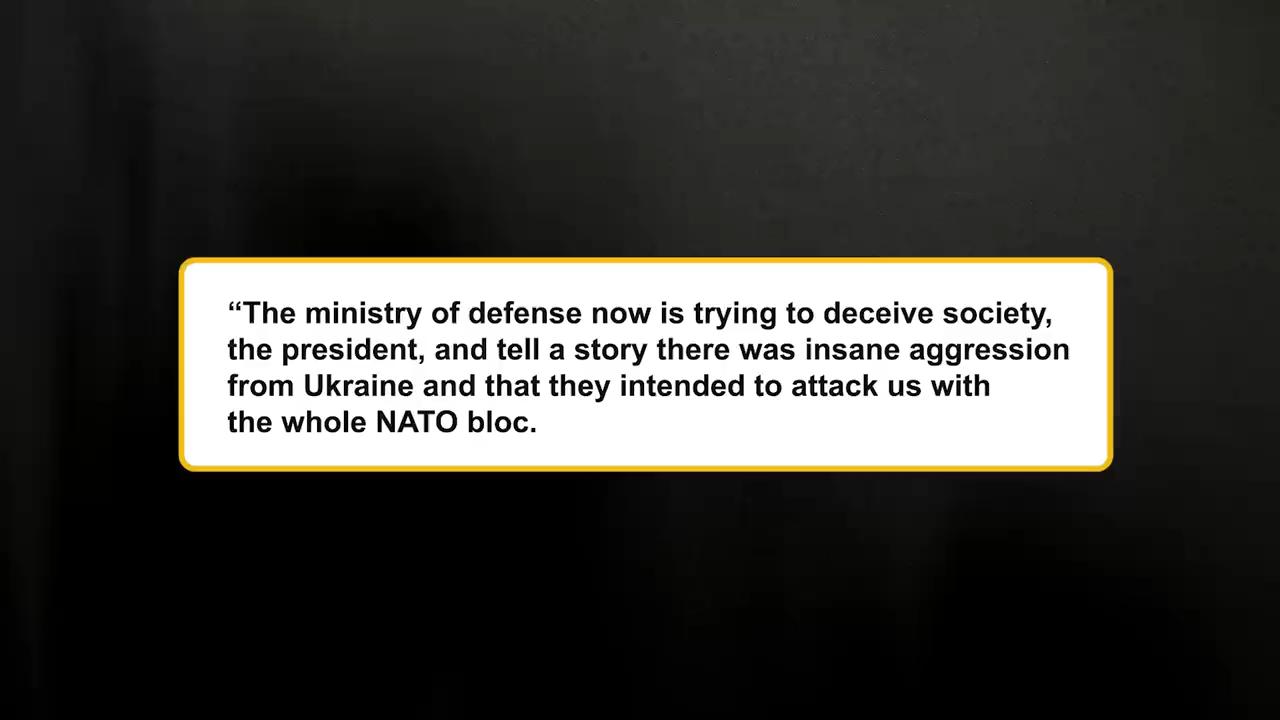 “The ministry of defense now is trying to deceive society,
the president, and tell a story there was insane aggression
from Ukraine and that they intended to attack us with
the whole NATO bloc.